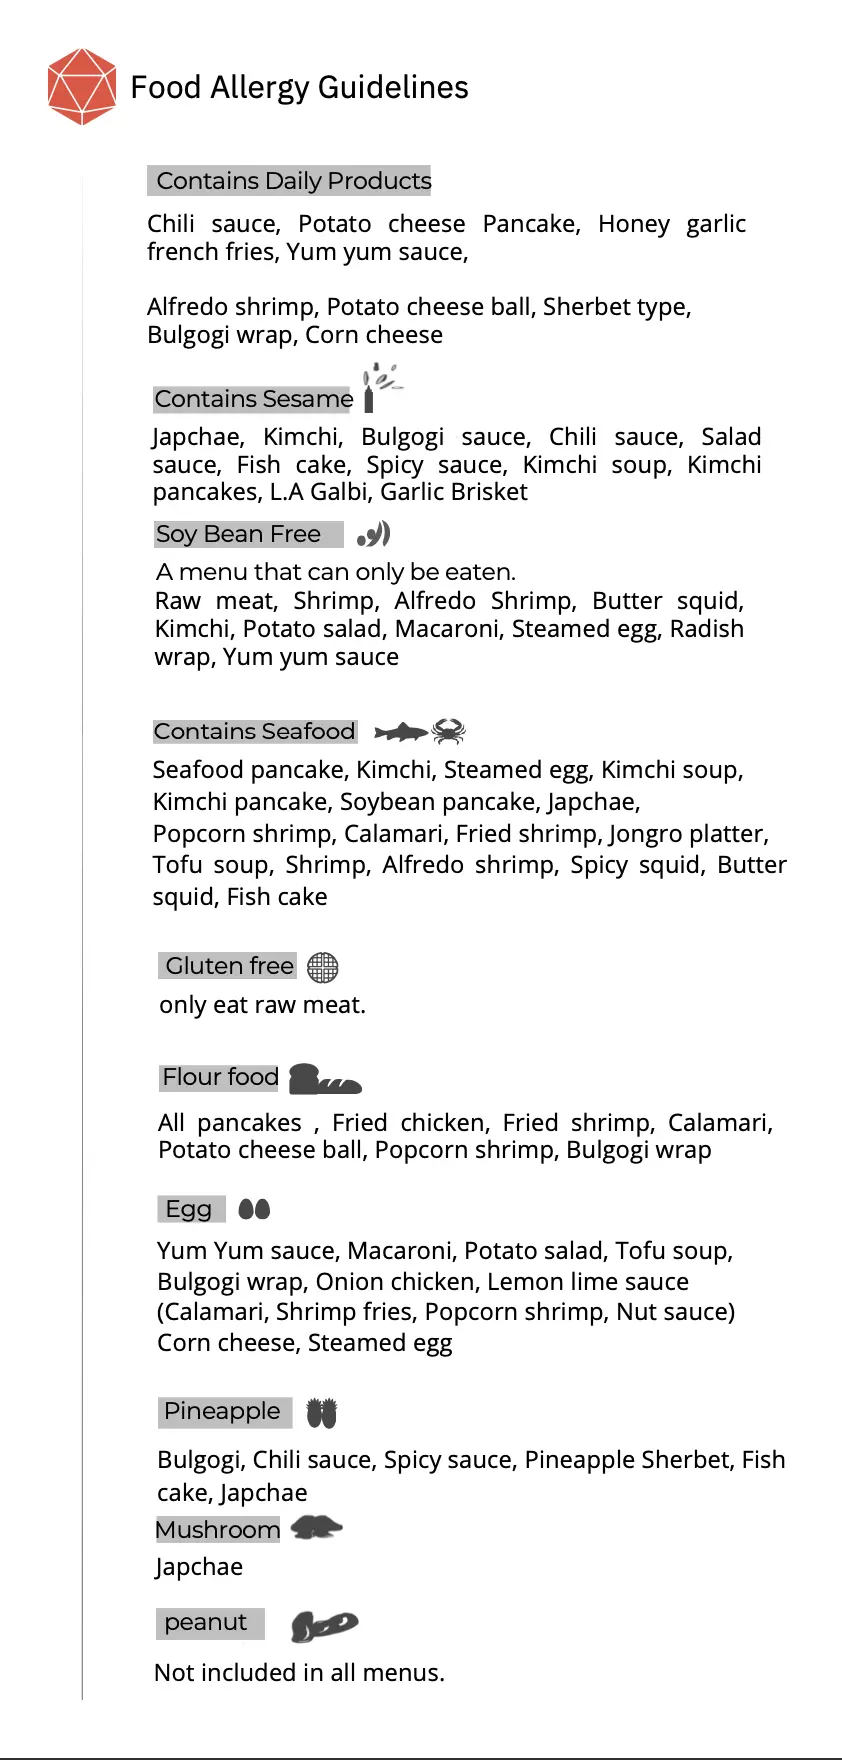 Food Allergy Guidelines
Contains Daily Products
Chili sauce, Potato cheese Pancake, Honey garlic
french fries, Yum yum sauce,
Alfredo shrimp, Potato cheese ball, Sherbet type,
Bulgogi wrap, Corn cheese
Contains Sesame
Japchae, Kimchi, Bulgogi sauce, Chili sauce, Salad
sauce, Fish cake, Spicy sauce, Kimchi soup, Kimchi
pancakes, L.A Galbi, Garlic Brisket
Soy Bean Free
A menu that can only be eaten.
Raw meat, Shrimp, Alfredo Shrimp, Butter squid,
Kimchi, Potato salad, Macaroni, Steamed egg, Radish
wrap, Yum yum sauce
Contains Seafood
Seafood pancake, Kimchi, Steamed egg, Kimchi soup,
Kimchi pancake, Soybean pancake, Japchae,
Popcorn shrimp, Calamari, Fried shrimp, Jongro platter,
Tofu soup, Shrimp, Alfredo shrimp, Spicy squid, Butter
squid, Fish cake
Gluten free
only eat raw meat.
Flour food
All pancakes , Fried chicken, Fried shrimp, Calamari,
Potato cheese ball, Popcorn shrimp, Bulgogi wrap
Egg
Yum Yum sauce, Macaroni, Potato salad, Tofu soup,
Bulgogi wrap, Onion chicken, Lemon lime sauce
(Calamari, Shrimp fries, Popcorn shrimp, Nut sauce)
Corn cheese, Steamed egg
Pineapple
Bulgogi, Chili sauce, Spicy sauce, Pineapple Sherbet, Fish
cake, Japchae
Mushroom
Japchae
peanut
Not included in all menus.